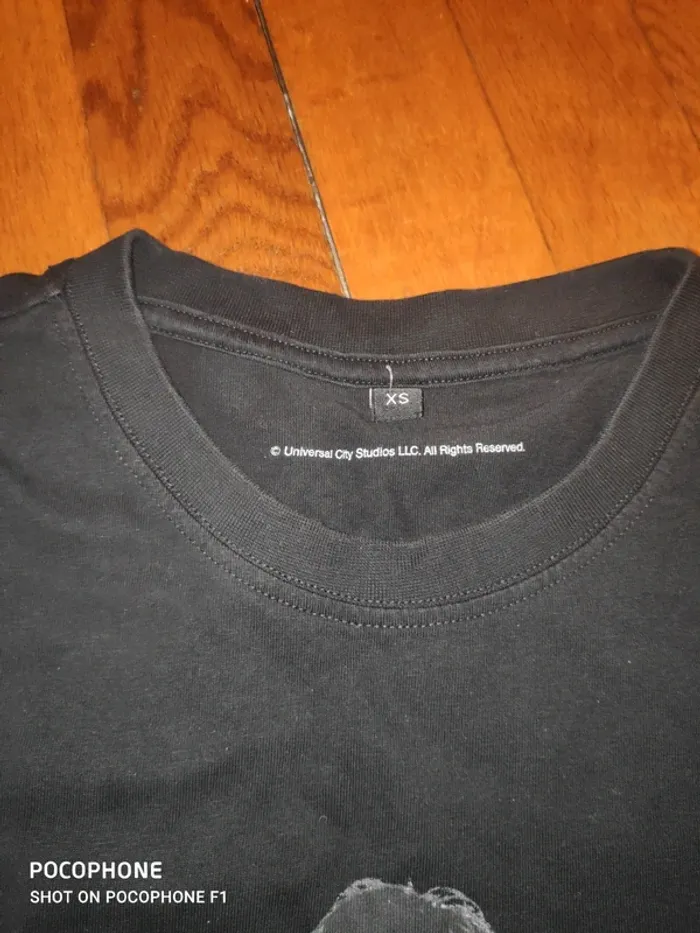 XS
© Universal City Studios LLC. All Rights Reserved.
POCOPHONE
SHOT ON POCOPHONE F1